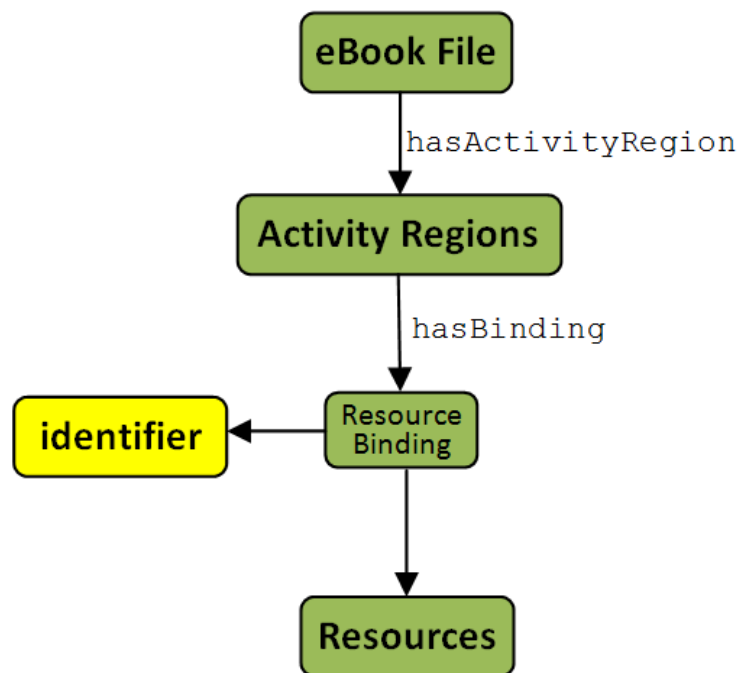 eBook File
hasActivityRegion
Activity Regions
hasBinding
Resource
Binding
identifier
Resources